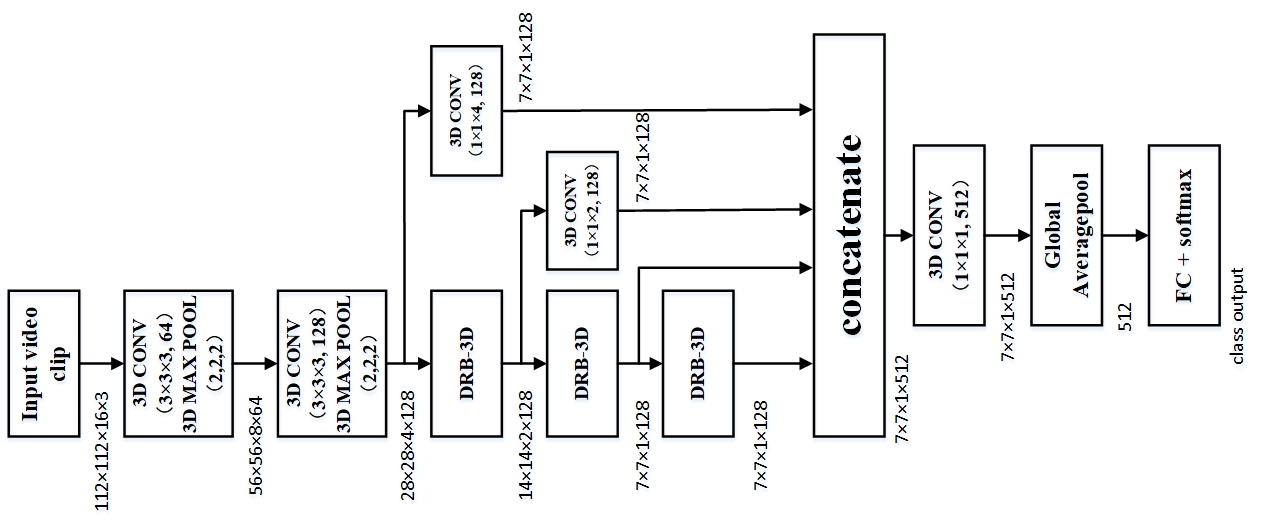 Input video
clip
112×112×16×3
3D CONV
(3×3×3, 64)
3D MAX POOL
(2,2,2)
56×56×8×64
3D CONV
(3×3×3, 128)
3D MAX POOL
(2,2,2)
28×28×4×128
3D CONV
(1×1×4, 128)
7×7×1×128
DRB-3D
14×14×2×128
3D CONV
(1×1×2, 128)
7×7×1×128
DRB-3D
7×7×1×128
DRB-3D
7×7×1×128
concatenate
7×7×1×512
3D CONV
(1×1×1, 512)
7×7×1×512
Global
Averagepool
512
FC + softmax
class output